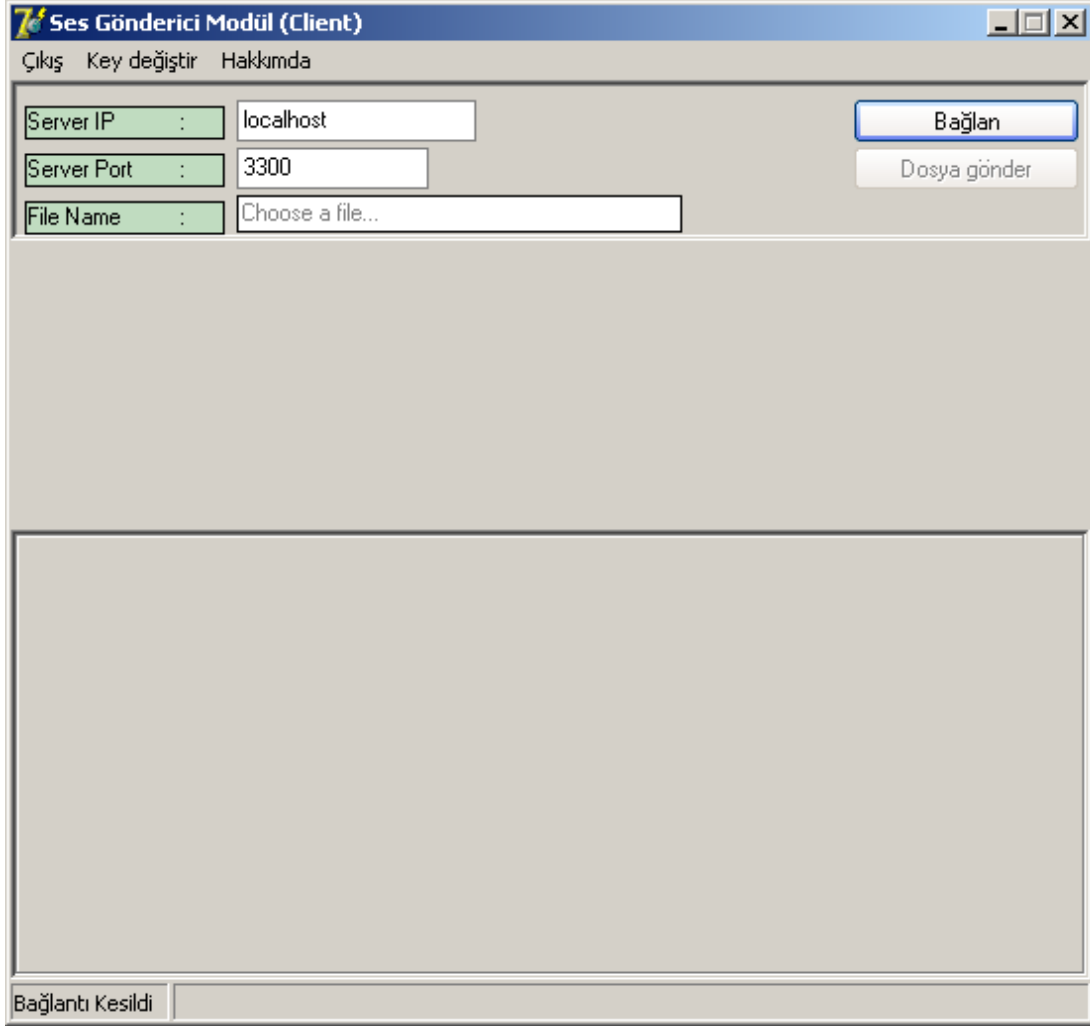 Ses Gönderici Modül (Client)
Çıkış Key değiştir Hakkımda
Server IP : localhost Bağlan
Server Port : 3300 Dosya gönder
File Name : Choose a file...
Bağlantı Kesildi